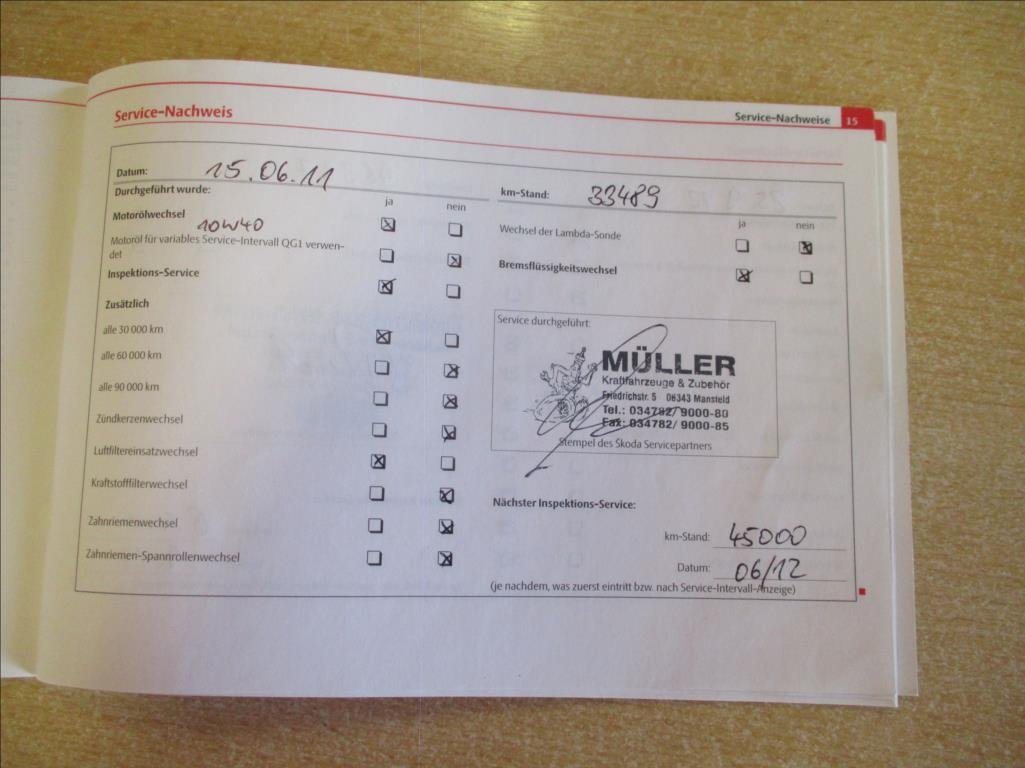 Service-Nachweis
Service-Nachweise 15
Datum: 15.06.11
Durchgeführt wurde:
ja nein
Motorölwechsel 10W40
Motoröl für variables Service-Intervall QG1 verwen-
det
Inspektions-Service
Zusätzlich
alle 30 000 km
alle 60 000 km
alle 90 000 km
Zündkerzenwechsel
Luftfiltereinsatzwechsel
Kraftstofffilterwechsel
Zahnriemenwechsel
Zahnriemen-Spannrollenwechsel
km-Stand: 33489
ja nein
Wechsel der Lambda-Sonde
Bremsflüssigkeitswechsel
Service durchgeführt:
MÜLLER
Kraftfahrzeuge & Zubehör
Friedrichstr. 5 06343 Mansfeld
Tel.: 034782/ 9000-80
Fax: 034782/ 9000-85
Stempel des Škoda Servicepartners
Nächster Inspektions-Service:
km-Stand: 45000
Datum: 06/12
(je nachdem, was zuerst eintritt bzw. nach Service-Intervall-Anzeige)